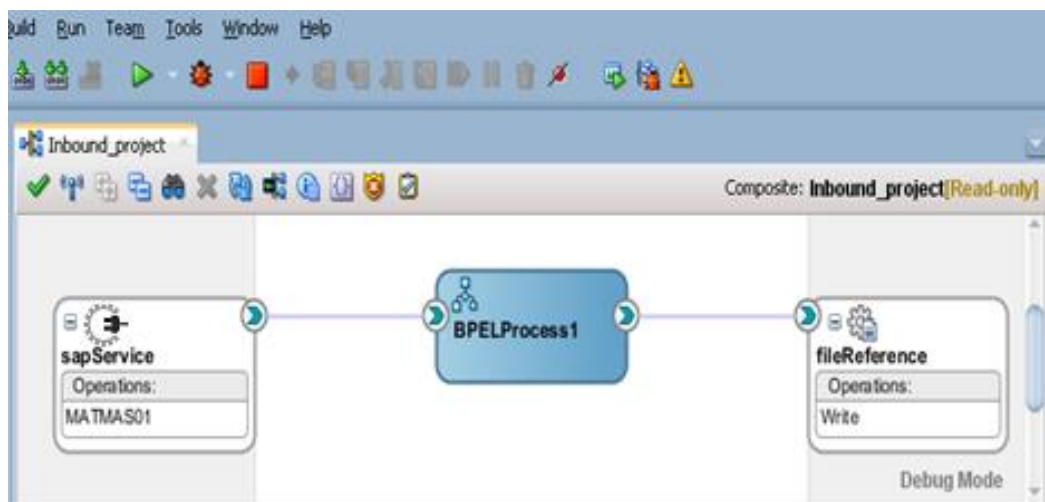 uild Run Team Tools Window Help
Inbound_project
Composite: Inbound_project[Read-only]
sapService
Operations:
MATMAS01
BPELProcess1
fileReference
Operations:
Write
Debug Mode